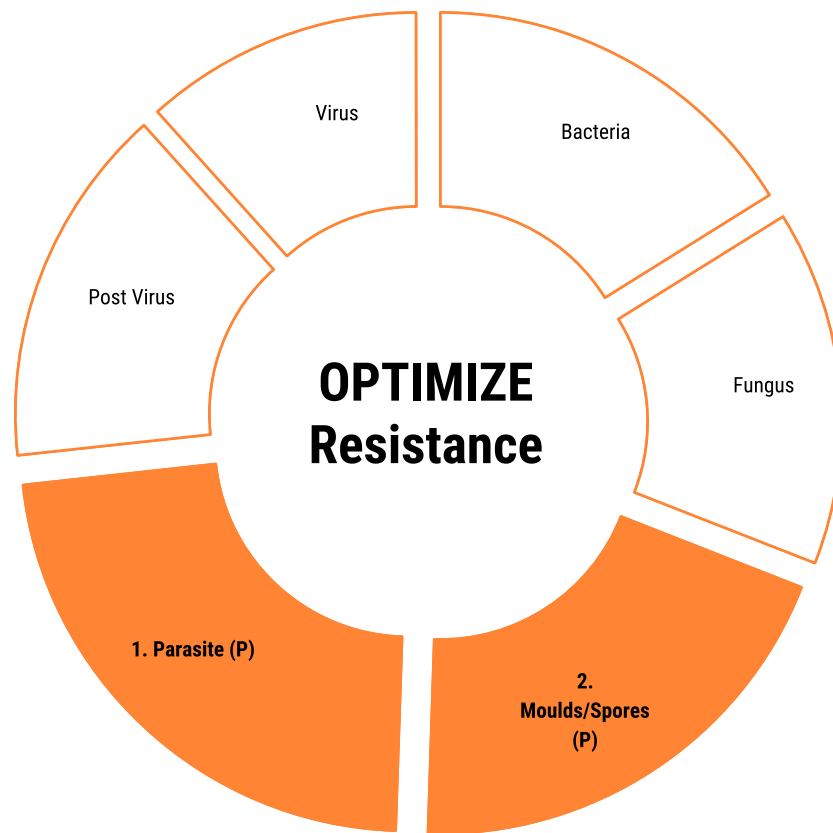 Virus
Bacteria
Post Virus
OPTIMIZE
Resistance
Fungus
1. Parasite (P)
2.
Moulds/Spores
(P)